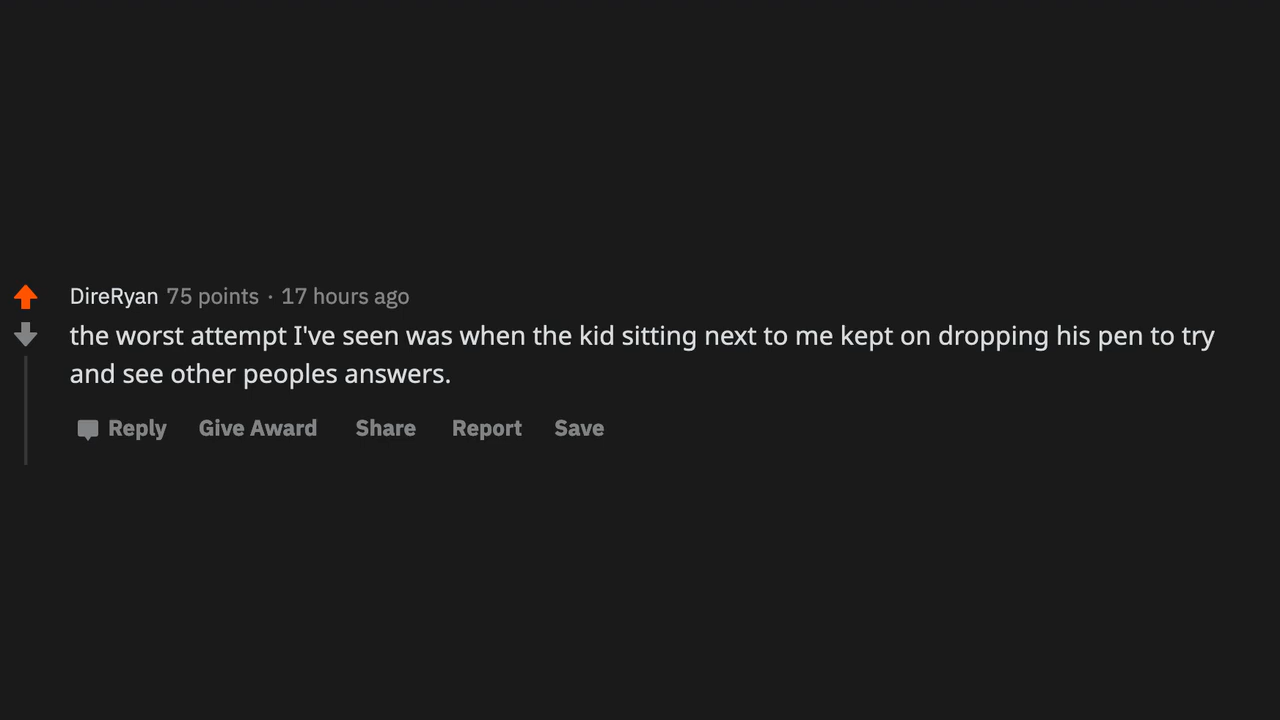 DireRyan 75 points · 17 hours ago
the worst attempt I've seen was when the kid sitting next to me kept on dropping his pen to try
and see other peoples answers.
Reply Give Award Share Report Save